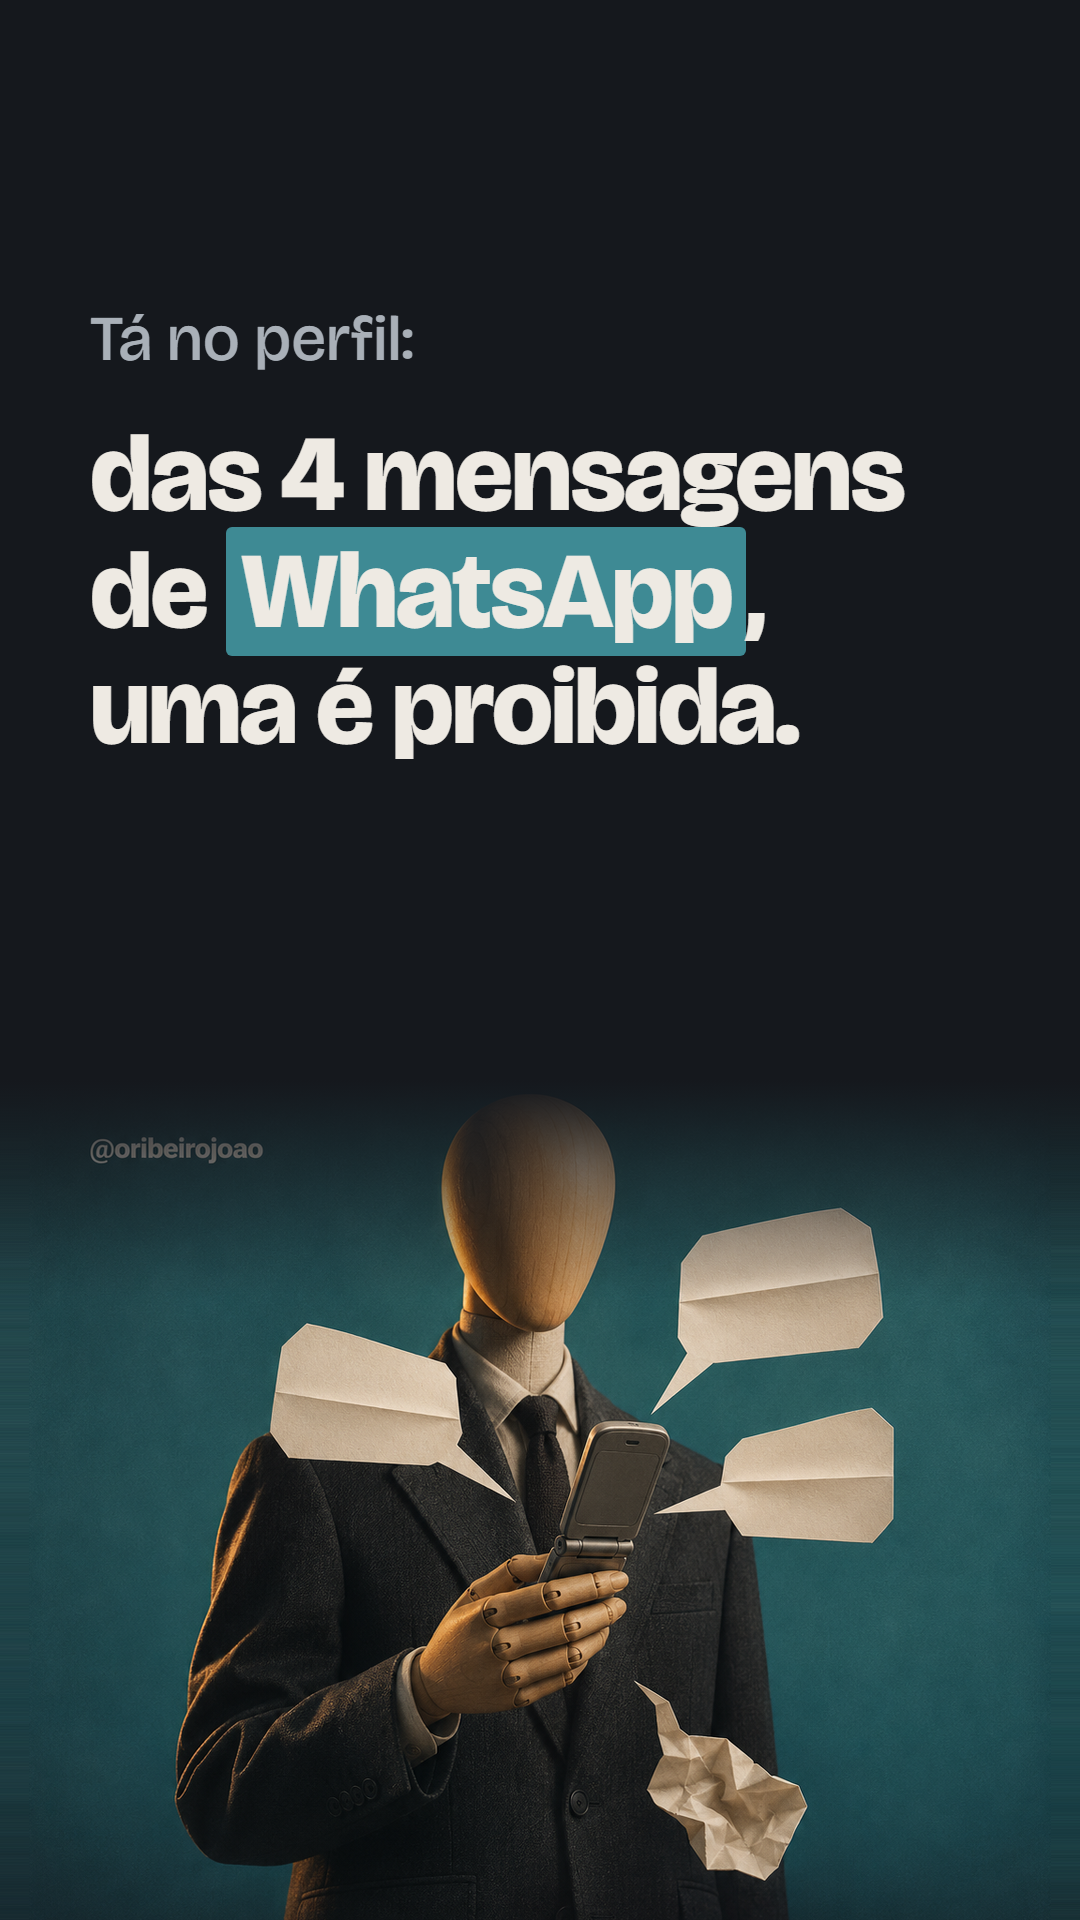 Tá no perfil:
das 4 mensagens
de WhatsApp,
uma é proibida.
@oribeirojoao